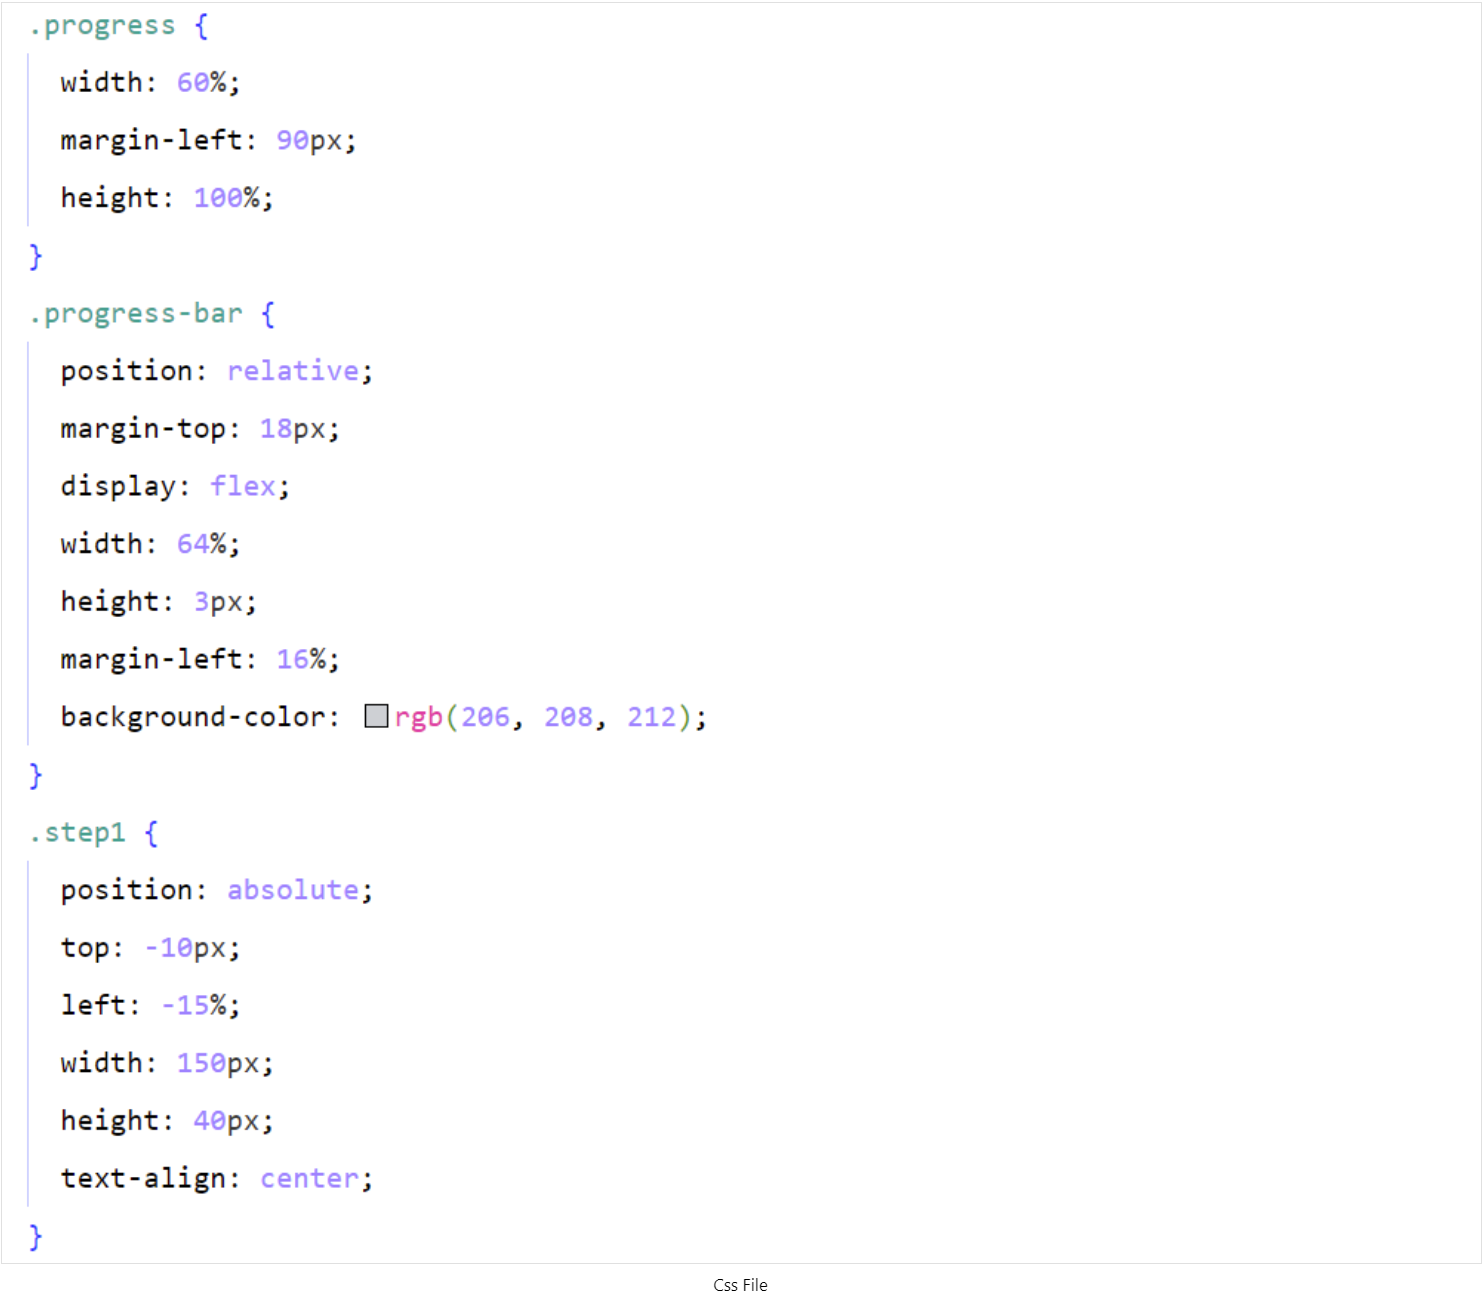 .progress {
width: 60%;
margin-left: 90px;
height: 100%;
}
.progress-bar {
position: relative;
margin-top: 18px;
display: flex;
width: 64%;
height: 3px;
margin-left: 16%;
background-color: rgb(206, 208, 212);
}
.step1 {
position: absolute;
top: -10px;
left: -15%;
width: 150px;
height: 40px;
text-align: center;
}
Css File